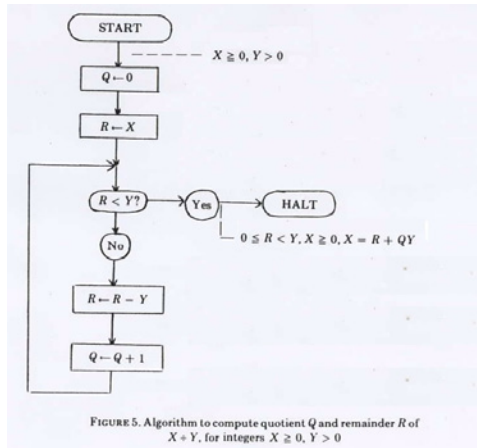 START
X ≧ 0, Y > 0
Q ← 0
R ← X
R < Y?
Yes
HALT
0 ≦ R < Y, X ≧ 0, X = R + QY
No
R ← R − Y
Q ← Q + 1
FIGURE 5. Algorithm to compute quotient Q and remainder R of
X ÷ Y, for integers X ≧ 0, Y > 0